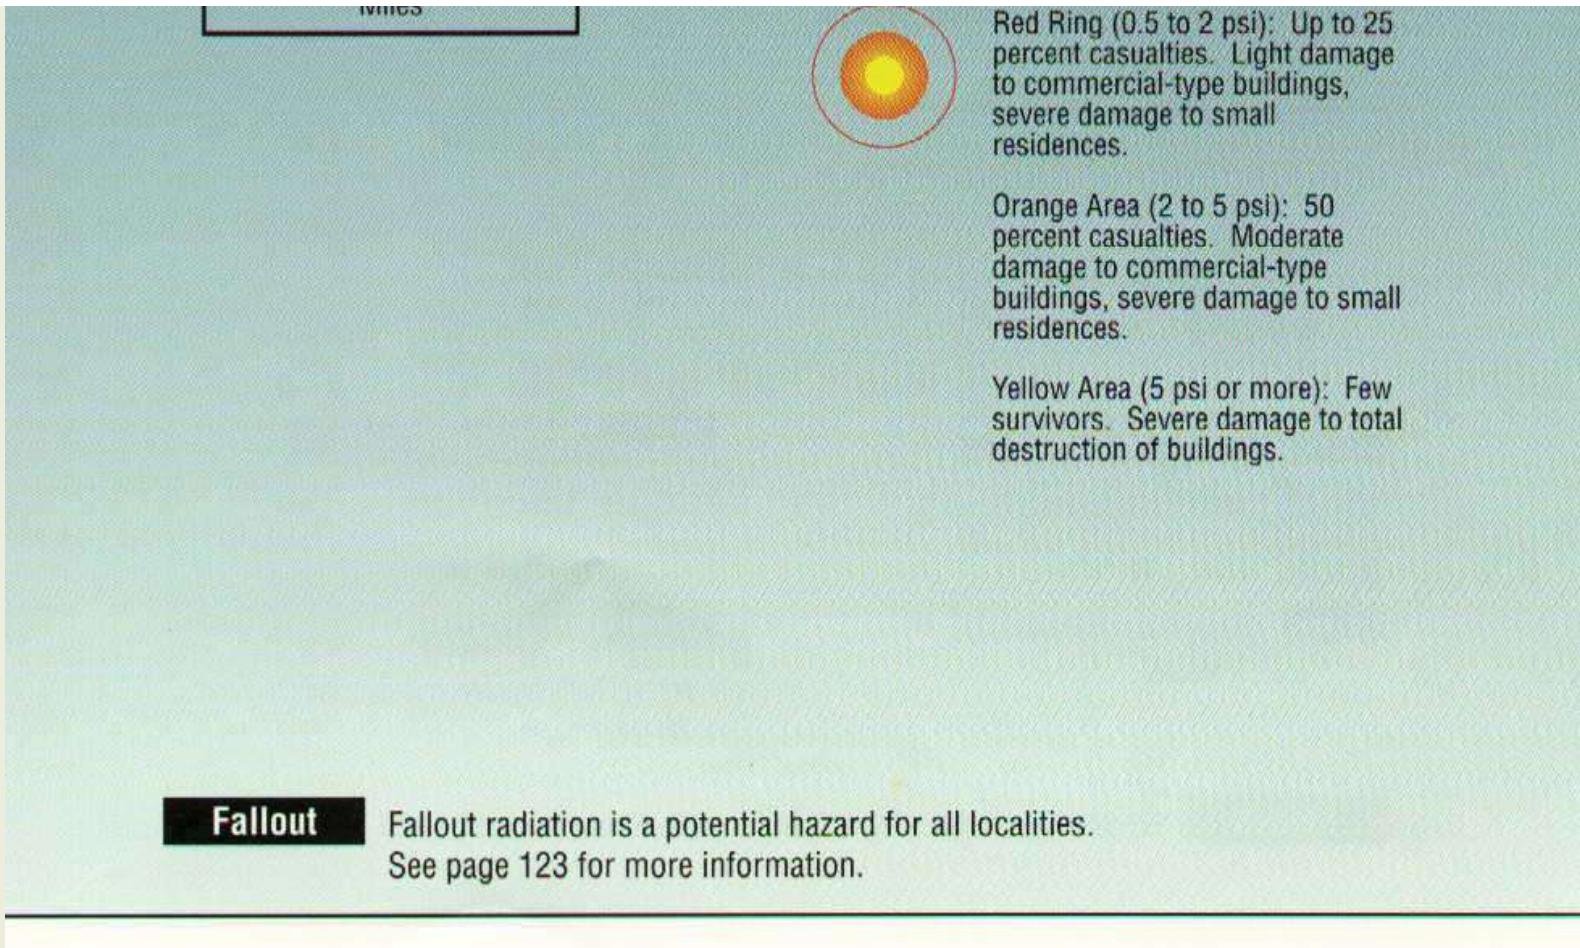 Miles
Red Ring (0.5 to 2 psi): Up to 25
percent casualties. Light damage
to commercial-type buildings,
severe damage to small
residences.
Orange Area (2 to 5 psi): 50
percent casualties. Moderate
damage to commercial-type
buildings, severe damage to small
residences.
Yellow Area (5 psi or more): Few
survivors. Severe damage to total
destruction of buildings.
Fallout
Fallout radiation is a potential hazard for all localities.
See page 123 for more information.